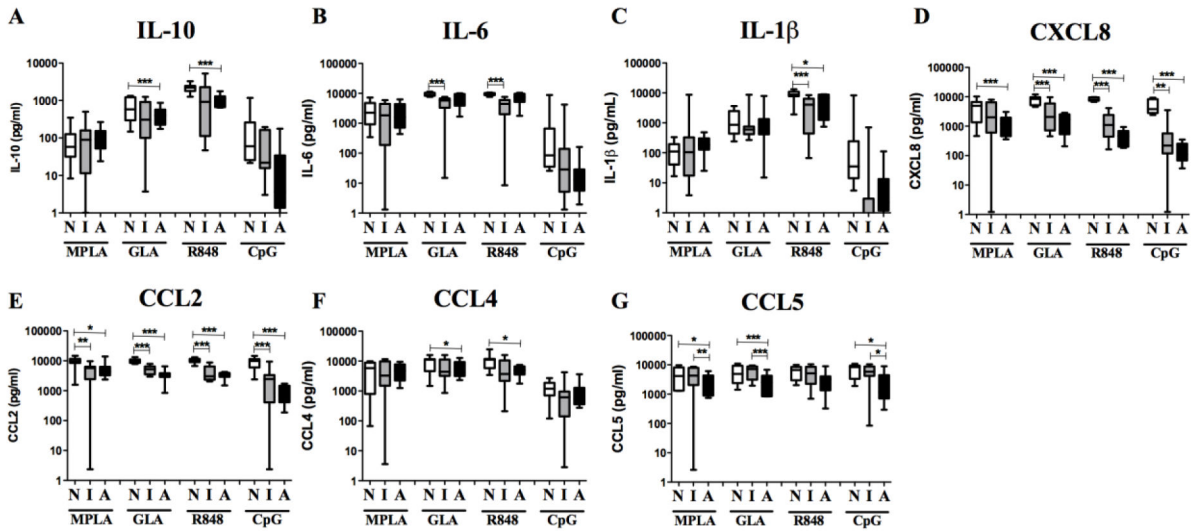 A
IL-10
IL-10 (pg/ml)
10000
1000
100
10
1
***
***
N I A N I A N I A N I A
MPLA GLA R848 CpG
B
IL-6
IL-6 (pg/ml)
100000
10000
1000
100
10
1
***
***
N I A N I A N I A N I A
MPLA GLA R848 CpG
C
IL-1β
IL-1β (pg/mL)
100000
10000
1000
100
10
1
*
***
N I A N I A N I A N I A
MPLA GLA R848 CpG
D
CXCL8
CXCL8 (pg/ml)
100000
10000
1000
100
10
1
***
***
***
***
***
***
**
N I A N I A N I A N I A
MPLA GLA R848 CpG
E
CCL2
CCL2 (pg/ml)
100000
10000
1000
100
10
1
*
**
***
***
***
***
***
***
N I A N I A N I A N I A
MPLA GLA R848 CpG
F
CCL4
CCL4 (pg/ml)
100000
10000
1000
100
10
1
*
*
N I A N I A N I A N I A
MPLA GLA R848 CpG
G
CCL5
CCL5 (pg/ml)
100000
10000
1000
100
10
1
*
**
***
***
*
*
N I A N I A N I A N I A
MPLA GLA R848 CpG